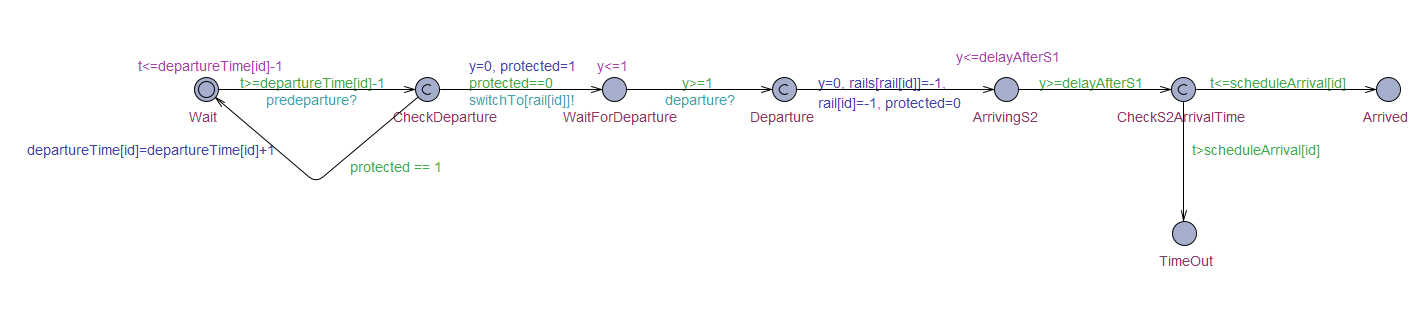 t<=departureTime[id]-1
t>=departureTime[id]-1
predeparture?
Wait
departureTime[id]=departureTime[id]+1
protected == 1
C
CheckDeparture
y=0, protected=1
protected==0
switchTo[rail[id]]!
y<=1
WaitForDeparture
y>=1
departure?
C
Departure
y=0, rails[rail[id]]=-1,
rail[id]=-1, protected=0
y<=delayAfterS1
ArrivingS2
y>=delayAfterS1
C
CheckS2ArrivalTime
t<=scheduleArrival[id]
Arrived
t>scheduleArrival[id]
TimeOut